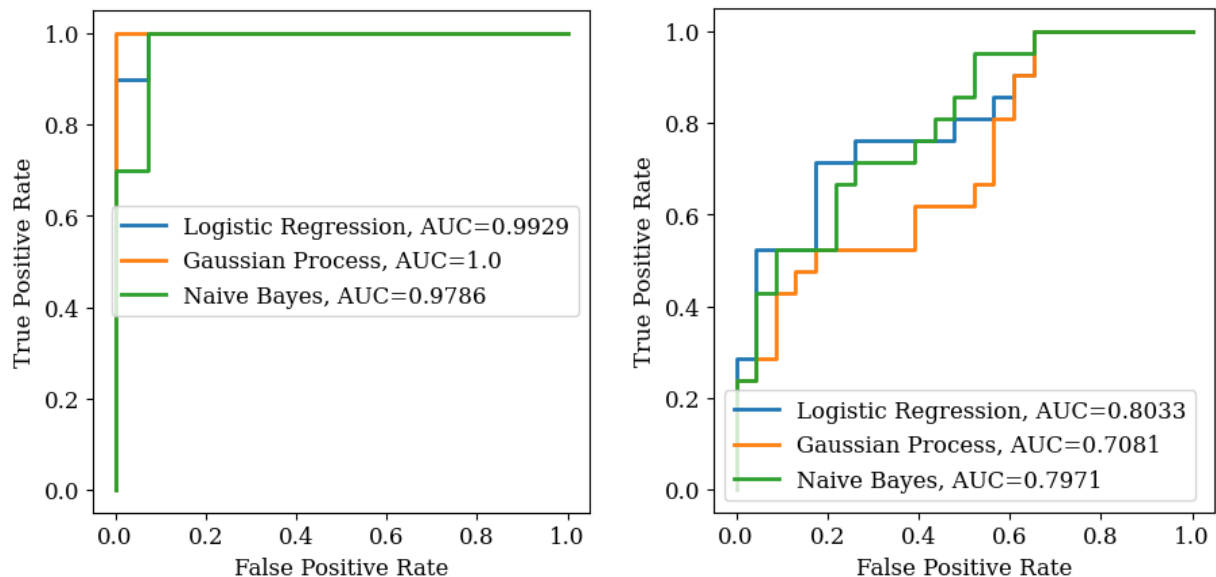 1.0
0.8
0.6
0.4
0.2
0.0
True Positive Rate
Logistic Regression, AUC=0.9929
Gaussian Process, AUC=1.0
Naive Bayes, AUC=0.9786
0.0 0.2 0.4 0.6 0.8 1.0
False Positive Rate
1.0
0.8
0.6
0.4
0.2
0.0
True Positive Rate
Logistic Regression, AUC=0.8033
Gaussian Process, AUC=0.7081
Naive Bayes, AUC=0.7971
0.0 0.2 0.4 0.6 0.8 1.0
False Positive Rate